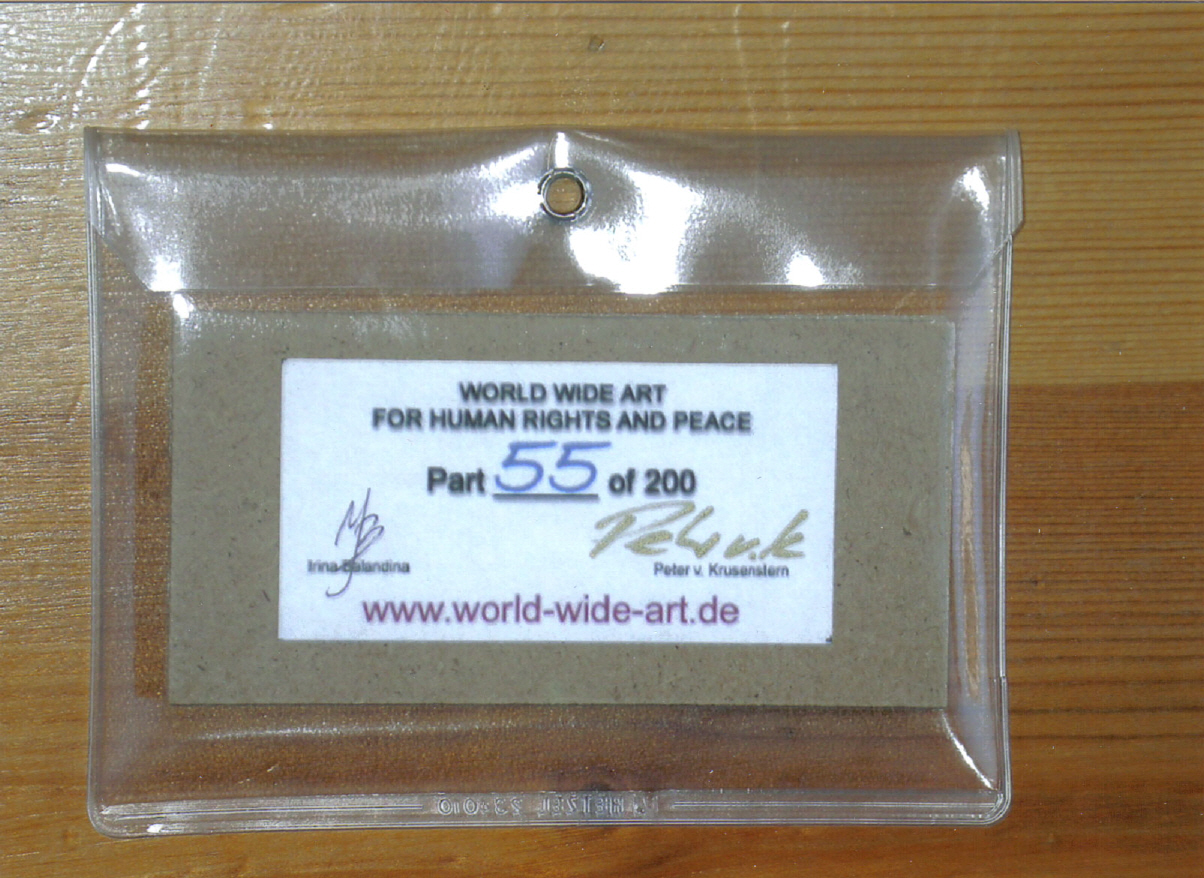 WORLD WIDE ART
FOR HUMAN RIGHTS AND PEACE
Part 55 of 200
Irina Balandina
Peter v. Krusenstern
www.world-wide-art.de